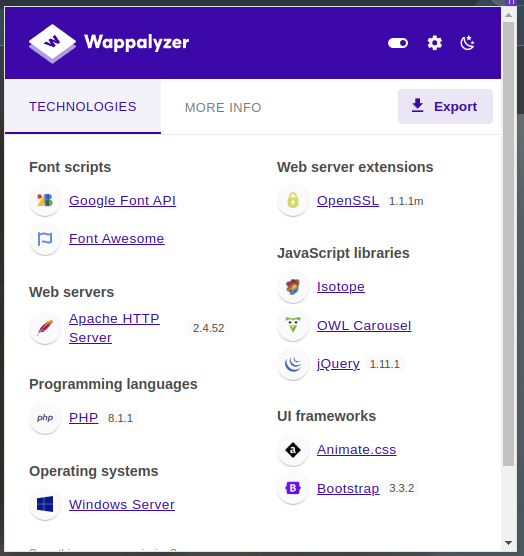 Wappalyzer
TECHNOLOGIES
MORE INFO
Export
Font scripts
Google Font API
Font Awesome
Web servers
Apache HTTP
Server
2.4.52
Programming languages
php
PHP
8.1.1
Operating systems
Windows Server
Web server extensions
OpenSSL
1.1.1m
JavaScript libraries
Isotope
OWL Carousel
jQuery
1.11.1
UI frameworks
a
Animate.css
B
Bootstrap
3.3.2